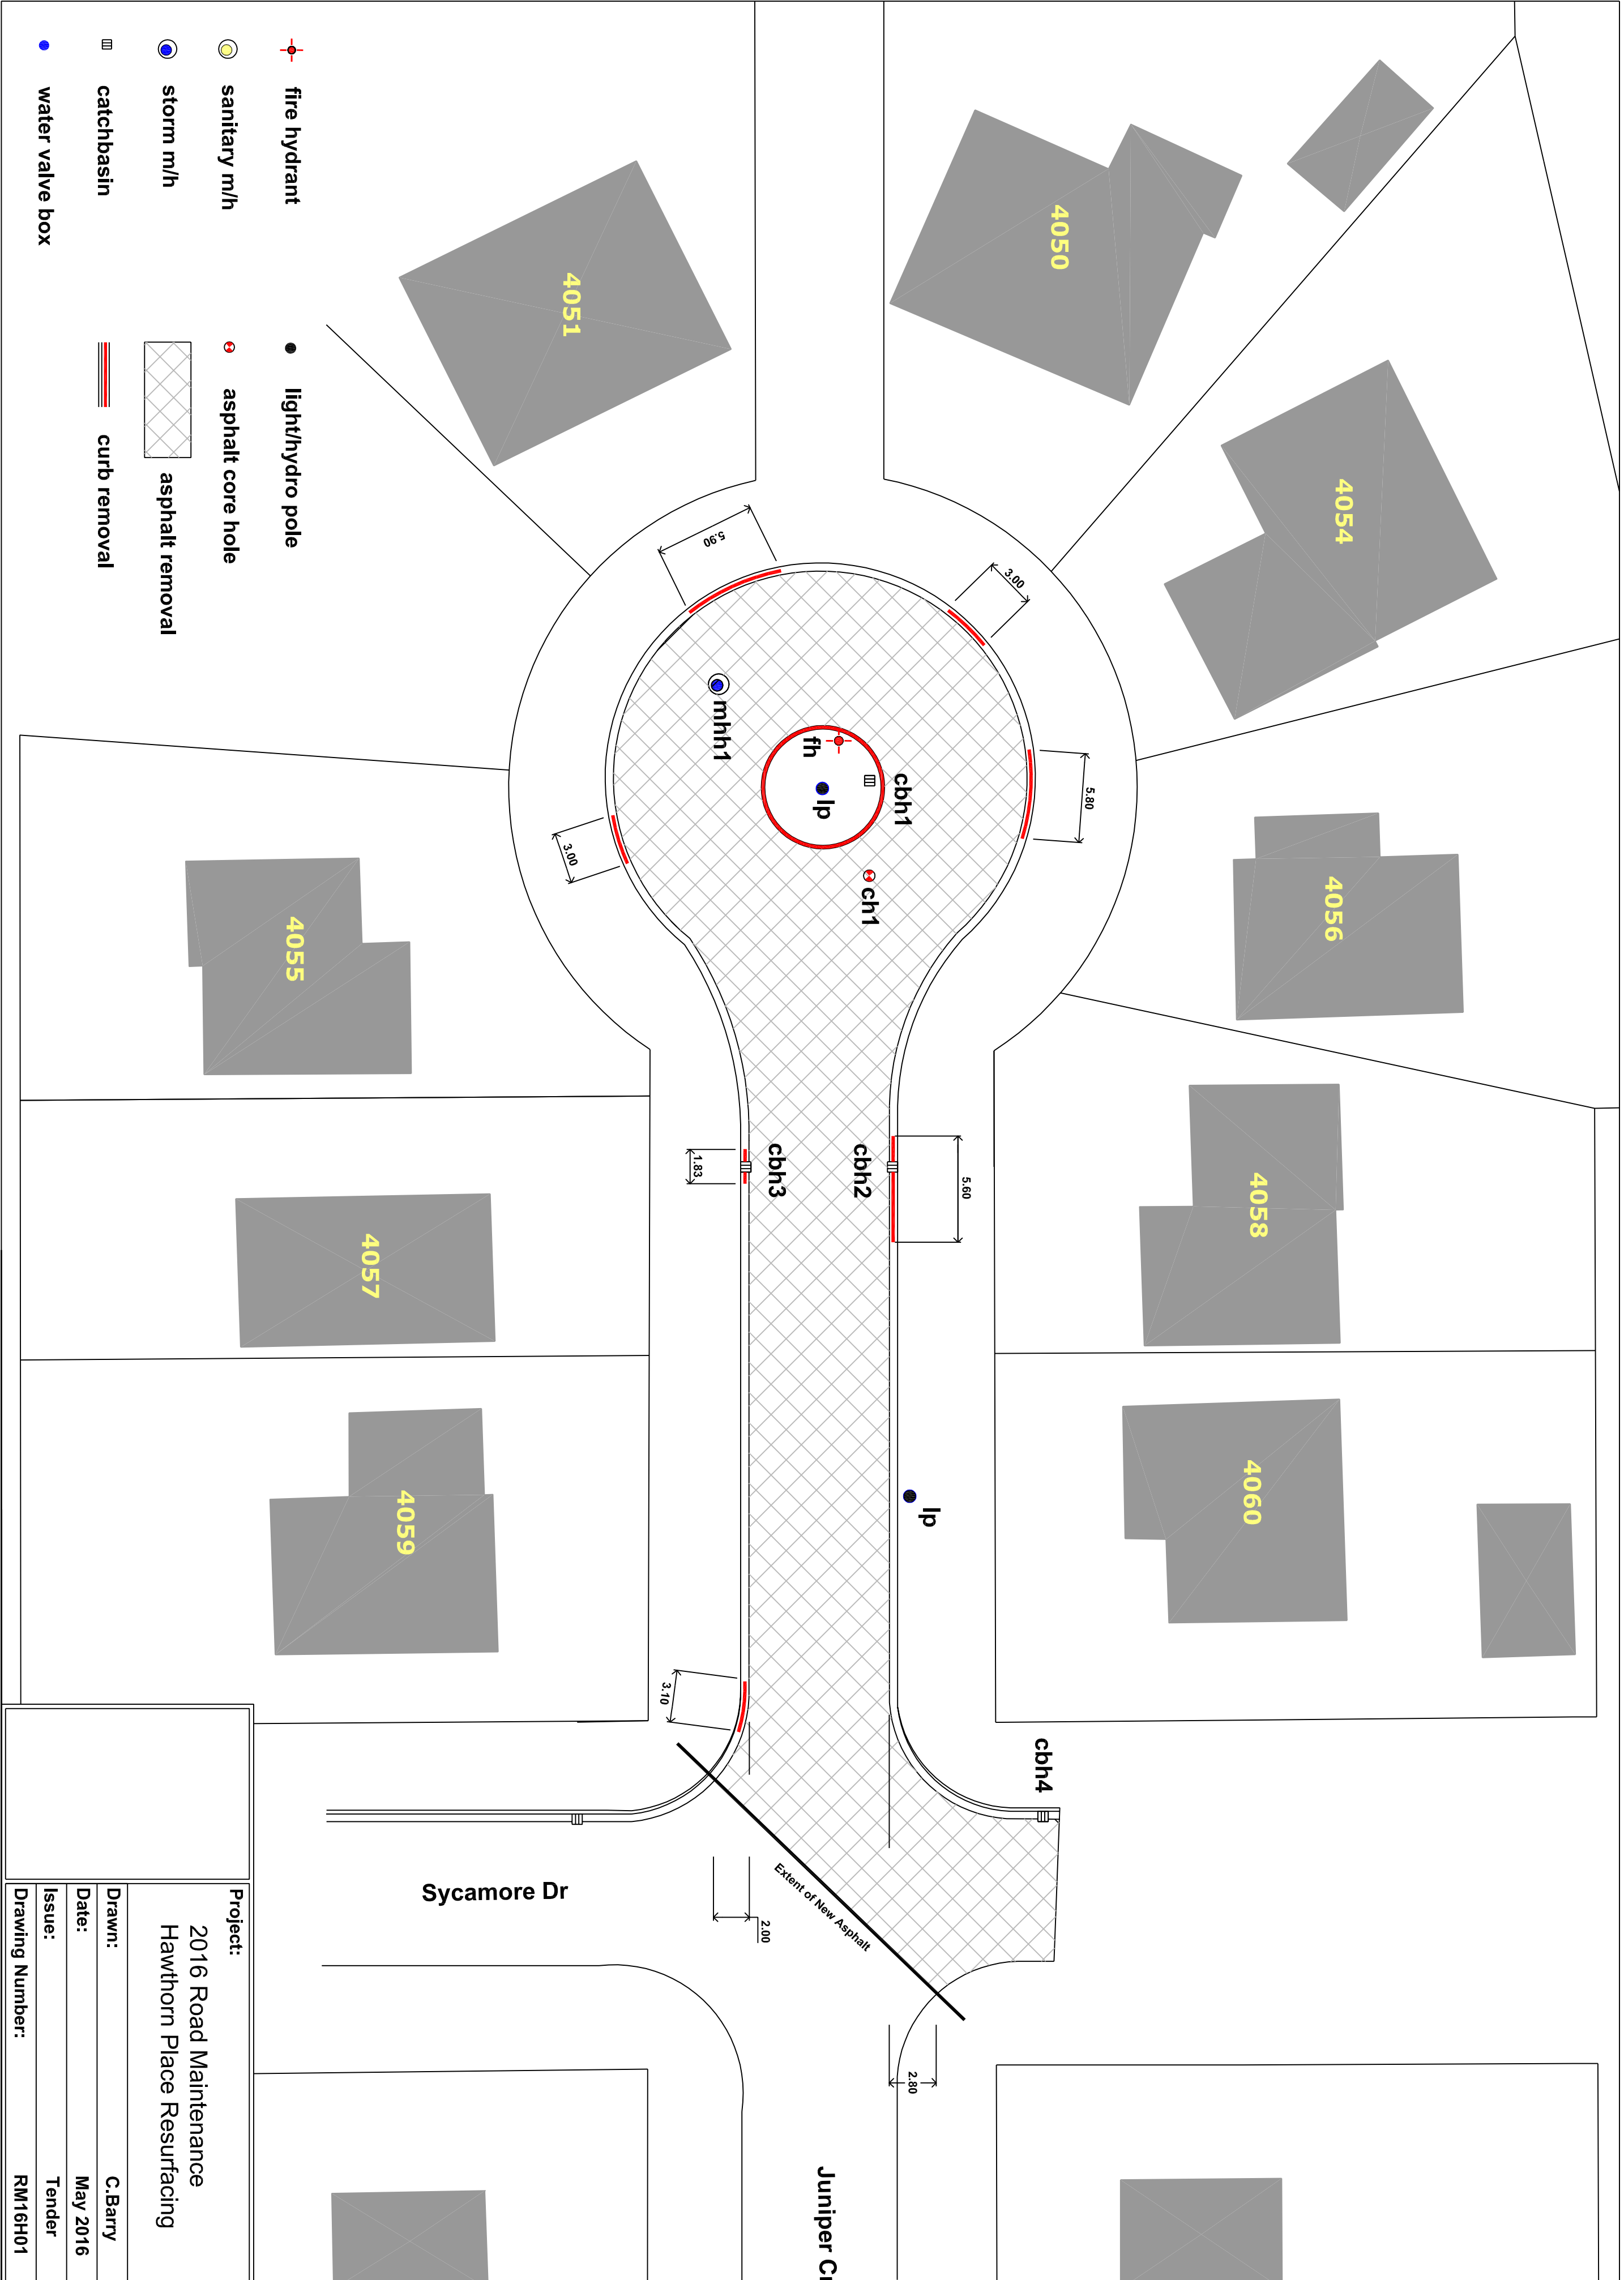 fire hydrant
sanitary m/h
storm m/h
catchbasin
water valve box
light/hydro pole
asphalt core hole
asphalt removal
curb removal
4050
4051
4054
4056
4055
4058
4057
4060
4059
5.90
3.00
5.80
3.00
mhh1
fh
cbh1
lp
ch1
cbh2
cbh3
5.60
1.83
lp
3.10
cbh4
Sycamore Dr
Extent of New Asphalt
2.00
2.80
Juniper
Project:
2016 Road Maintenance
Hawthorn Place Resurfacing
Drawn: C.Barry
Date: May 2016
Issue: Tender
Drawing Number: RM16H01